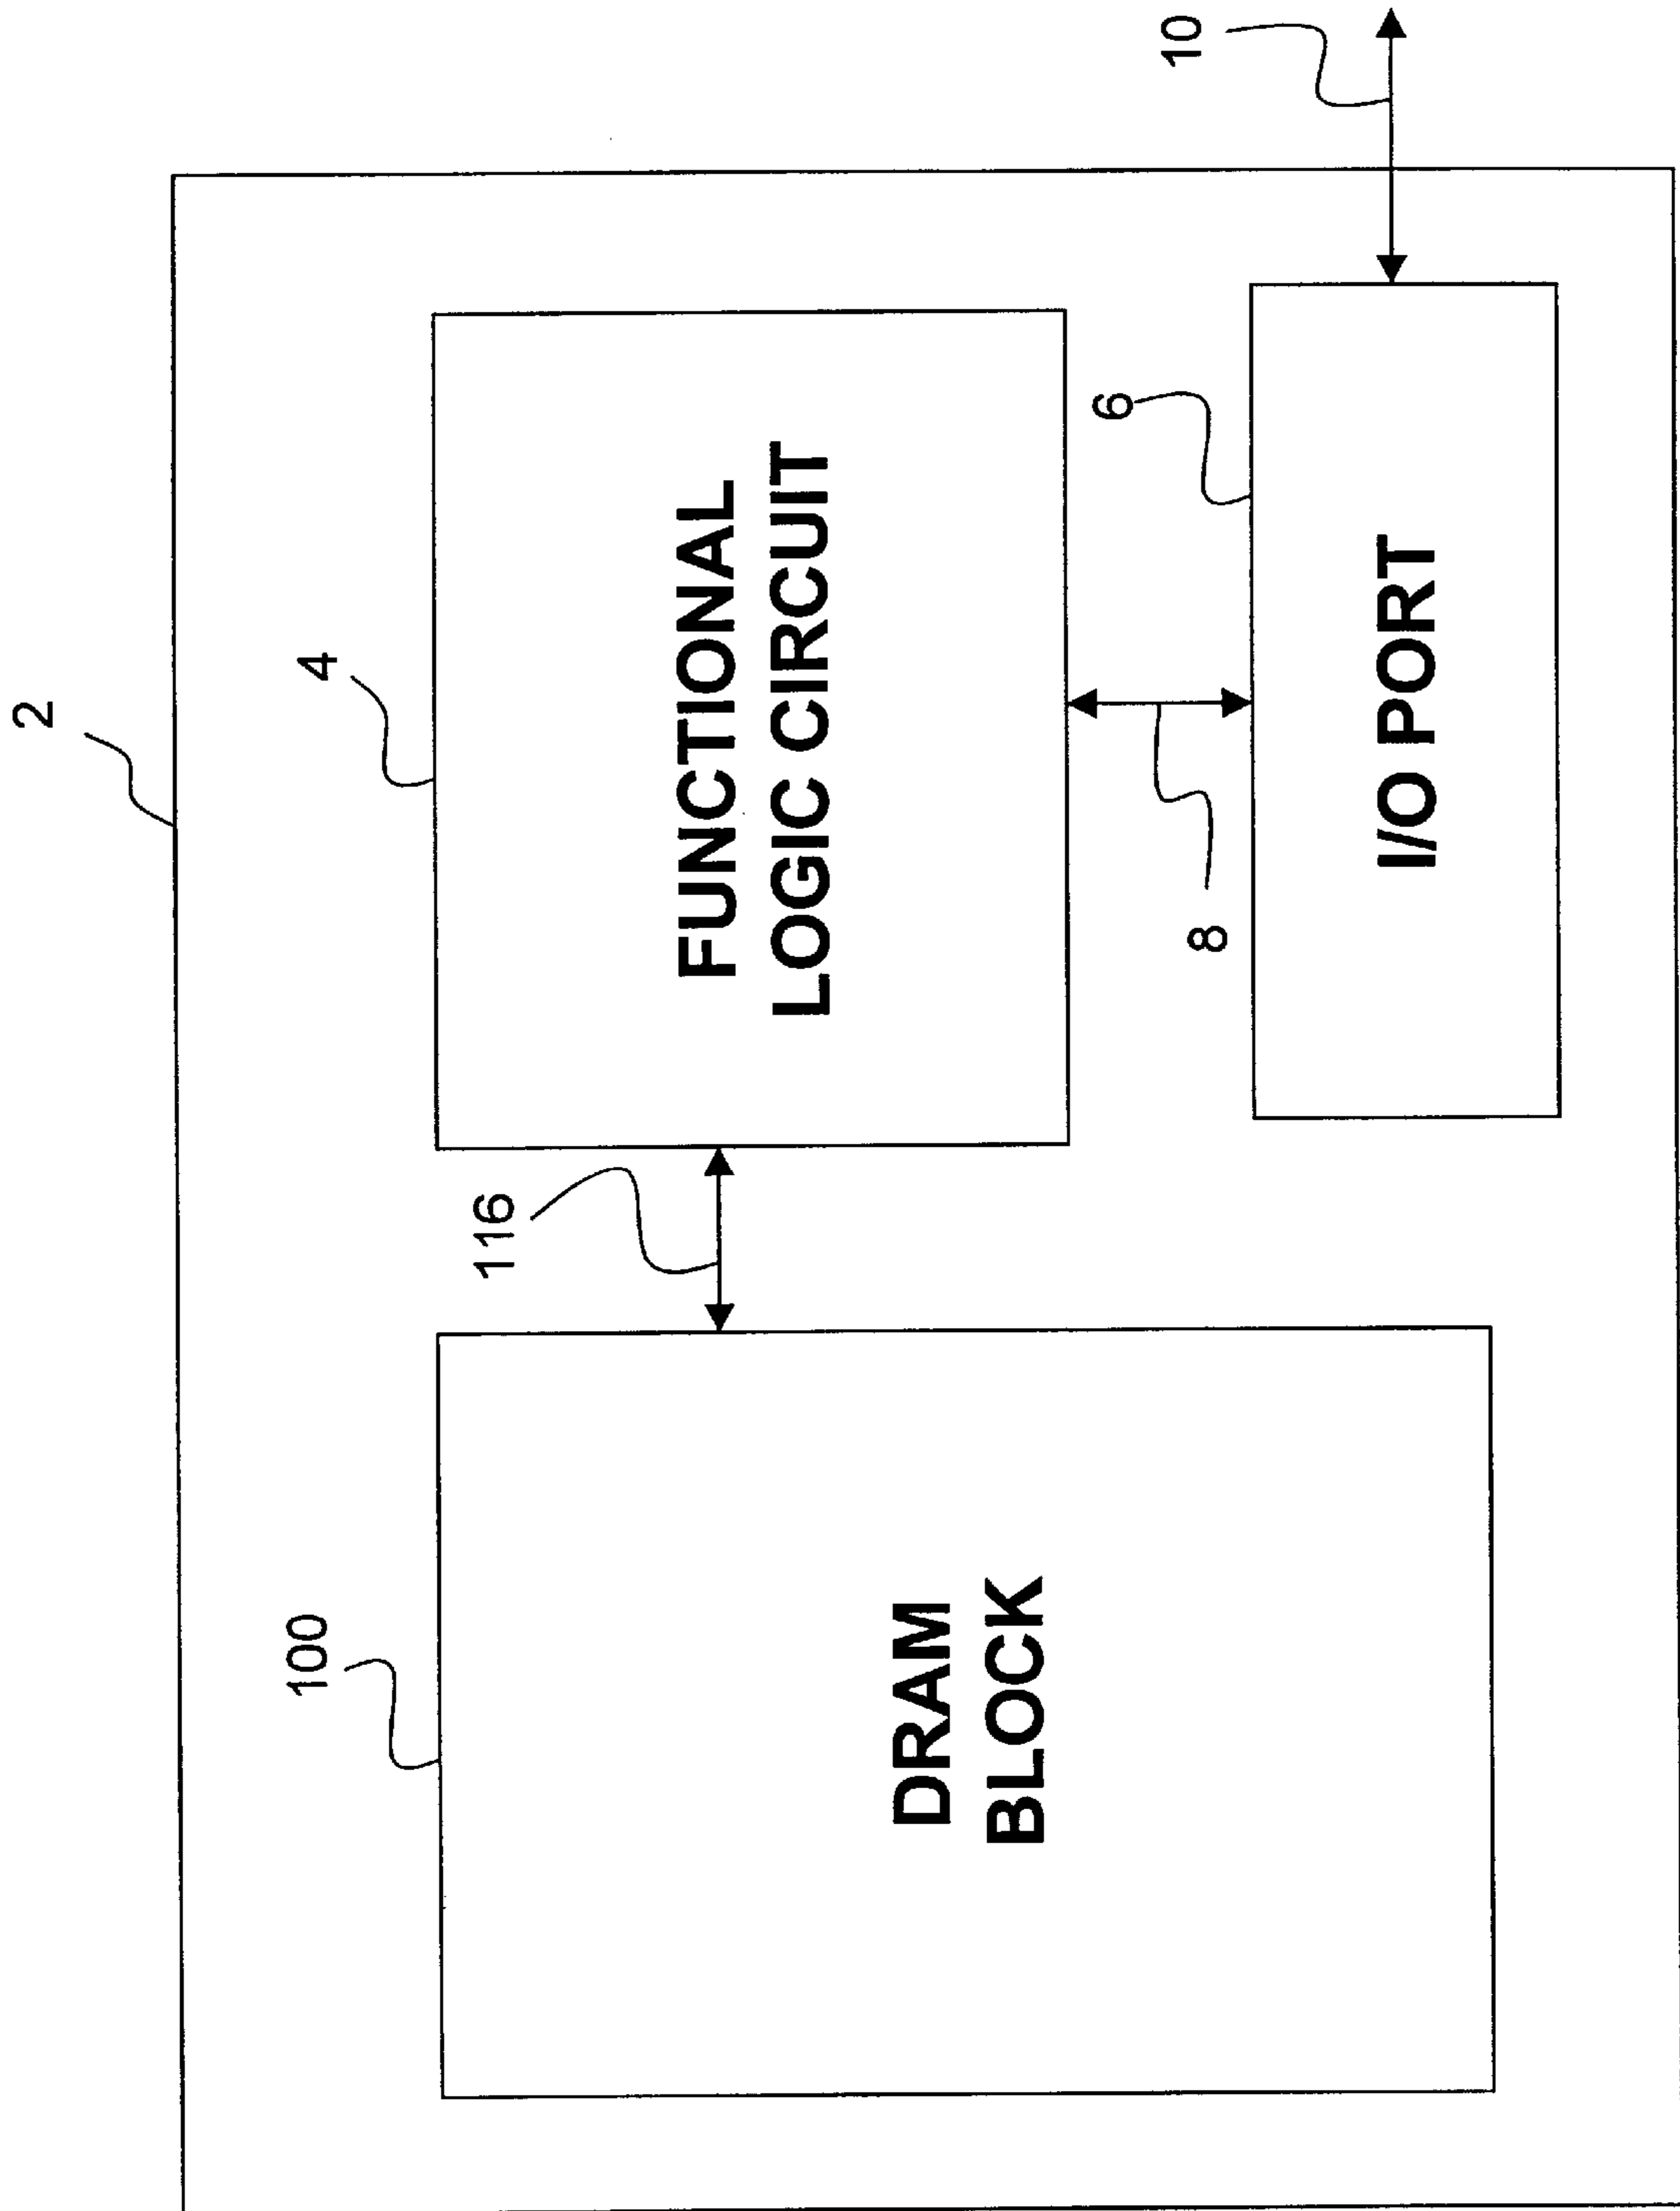 2
4
100
116
FUNCTIONAL
LOGIC CIRCUIT
DRAM
BLOCK
10
6
8
I/O PORT